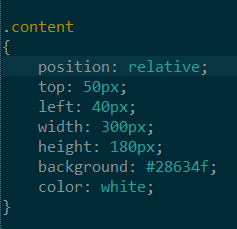 .content
{
position: relative;
top: 50px;
left: 40px;
width: 300px;
height: 180px;
background: #28634f;
color: white;
}